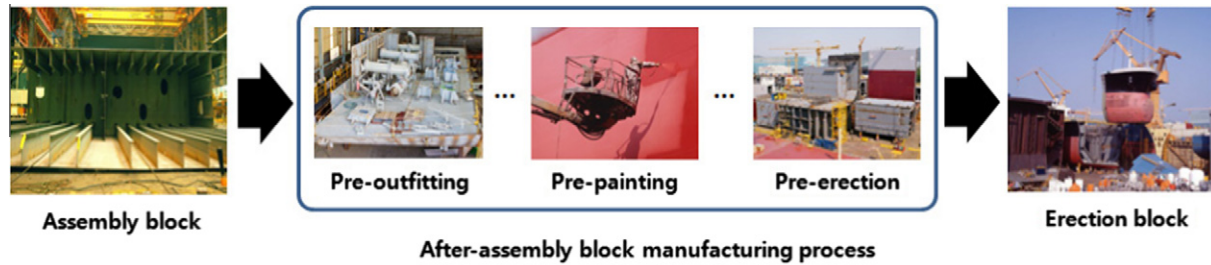 ...
...
Pre-outfitting
Pre-painting
Pre-erection
Assembly block
Erection block
After-assembly block manufacturing process